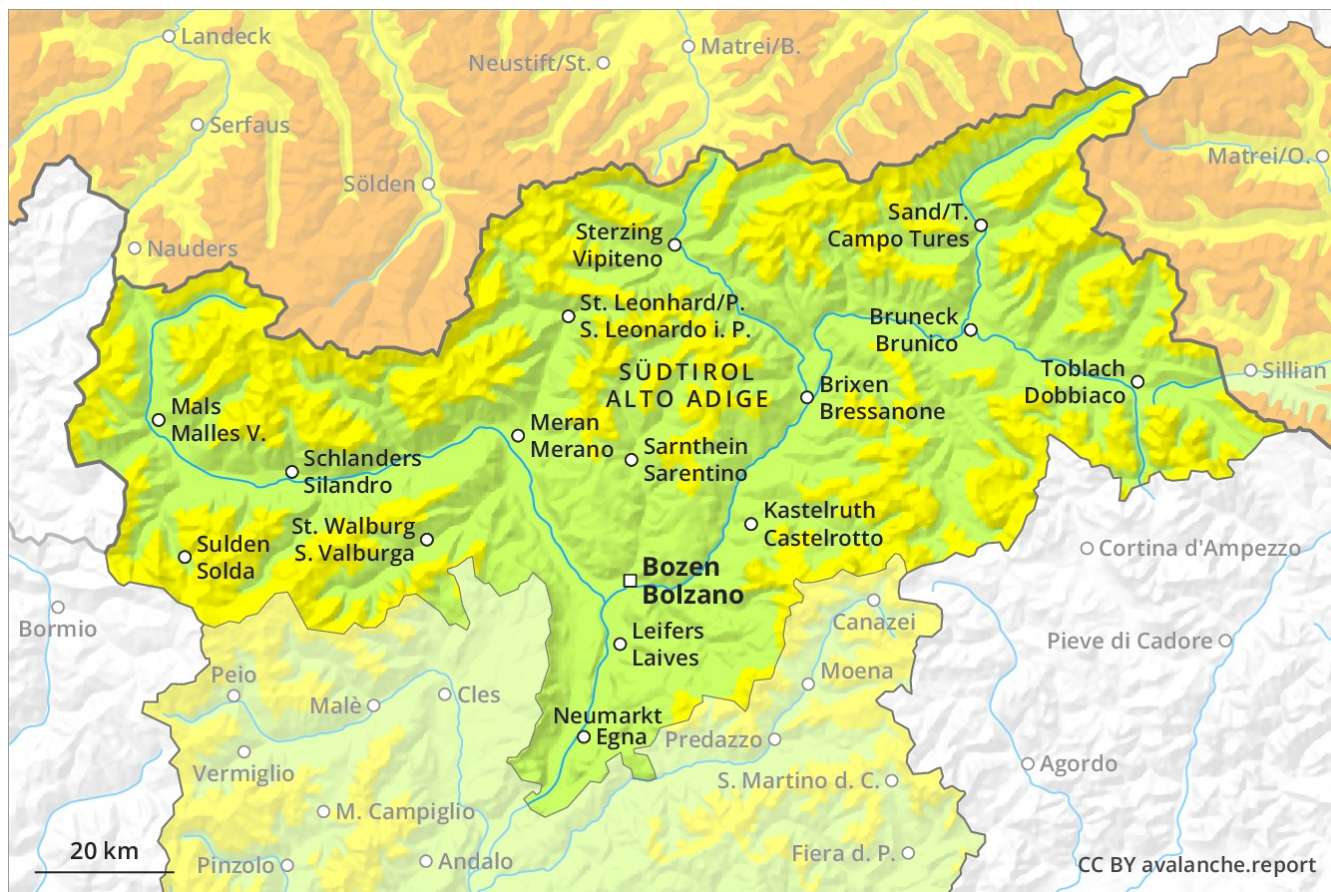 Landeck
Matrei/B.
Neustift/St.
Serfaus
Matrei/O.
Sölden
Nauders
Sand/T.
Campo Tures
Sterzing
Vipiteno
St. Leonhard/P.
S. Leonardo i. P.
Bruneck
Brunico
SÜDTIROL
ALTO ADIGE
Toblach
Dobbiaco
Sillian
Brixen
Bressanone
Mals
Malles V.
Meran
Merano
Sarnthein
Sarentino
Schlanders
Silandro
Kastelruth
Castelrotto
St. Walburg
S. Valburga
Sulden
Solda
Cortina d'Ampezzo
Bozen
Bolzano
Bormio
Canazei
Leifers
Laives
Pieve di Cadore
Peio
Moena
Malè
Cles
Neumarkt
Egna
Predazzo
Vermiglio
Agordo
S. Martino d. C.
M. Campiglio
20 km
Pinzolo
Andalo
Fiera d. P.
CC BY avalanche.report